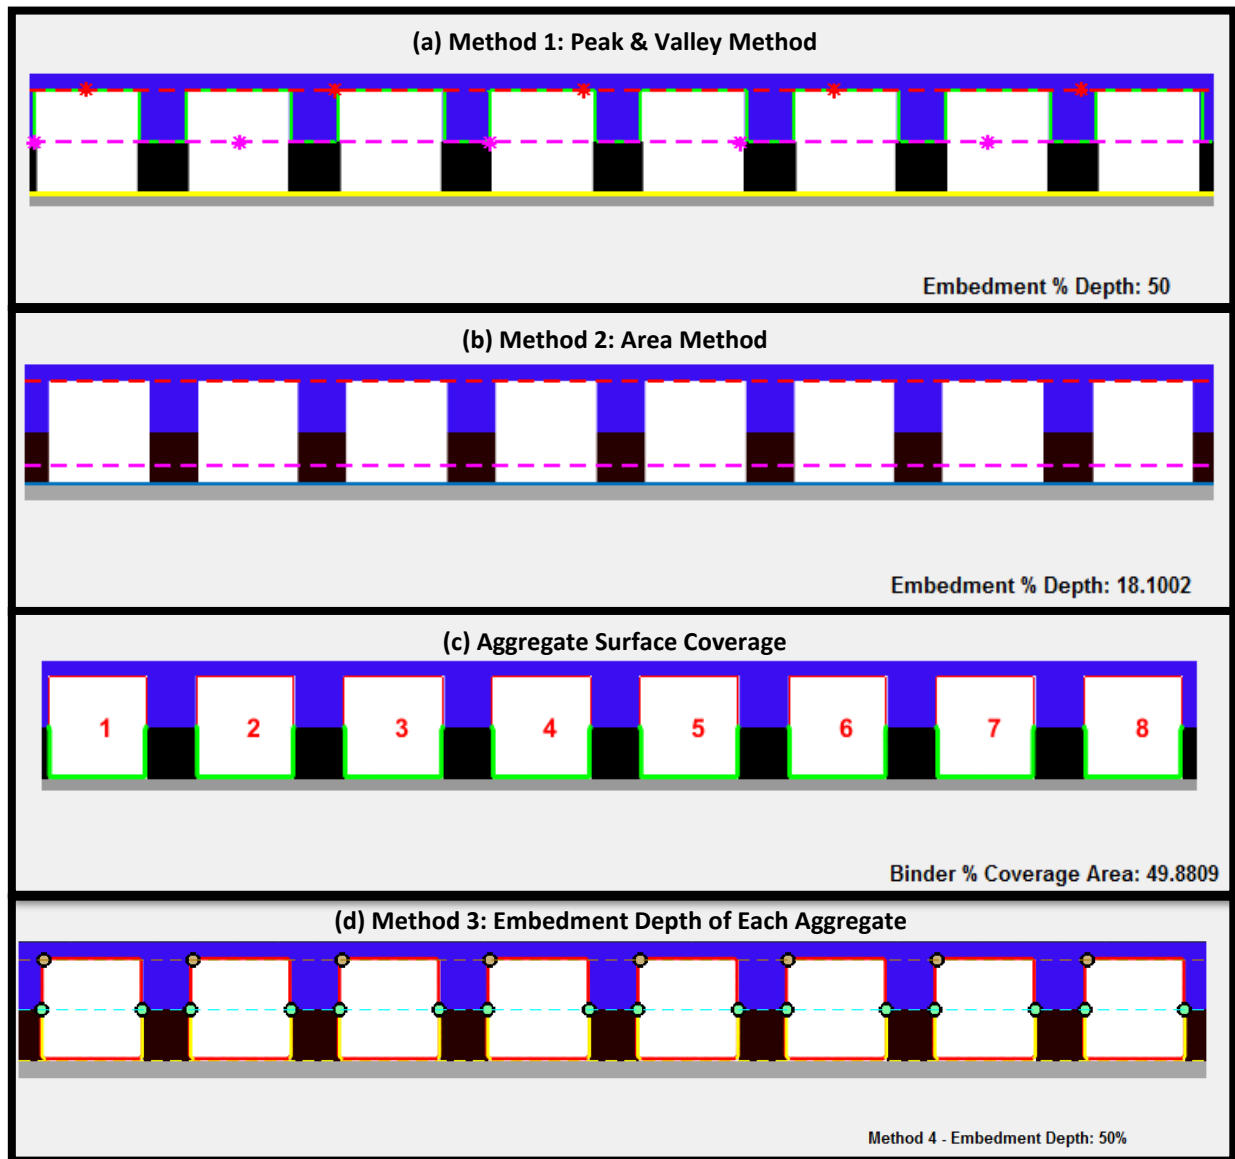 (a) Method 1: Peak & Valley Method
Embedment % Depth: 50
(b) Method 2: Area Method
Embedment % Depth: 18.1002
(c) Aggregate Surface Coverage
1 2 3 4 5 6 7 8
Binder % Coverage Area: 49.8809
(d) Method 3: Embedment Depth of Each Aggregate
Method 4 - Embedment Depth: 50%